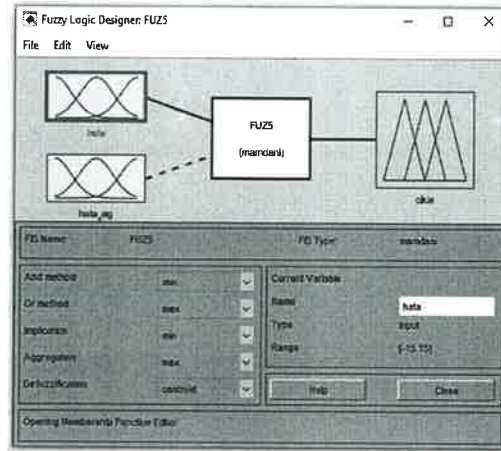 Fuzzy Logic Designer: FUZ5
File Edit View
FUZ5
(mamdani)
hata
FIS Name: FUZ5 FIS Type: mamdani
And method min
Or method max
Implication min
Aggregation max
Defuzzification centroid
Current Variable
Name hata
Type input
Range [-15 15]
Help Close
Opening Membership Function Editor